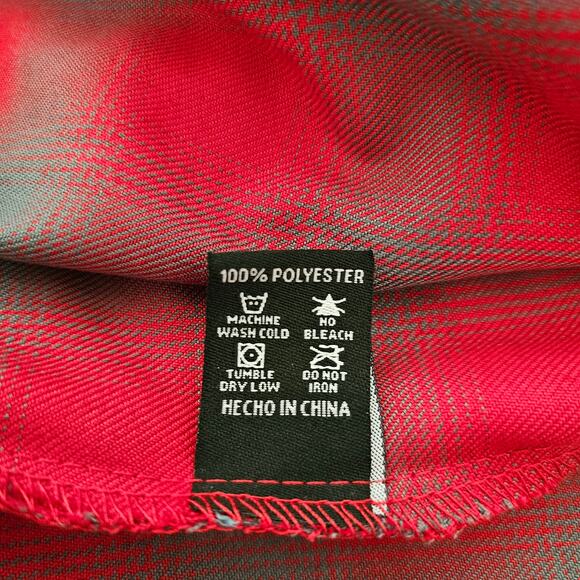 100% POLYESTER
MACHINE WASH COLD
NO BLEACH
TUMBLE DRY LOW
DO NOT IRON
HECHO IN CHINA